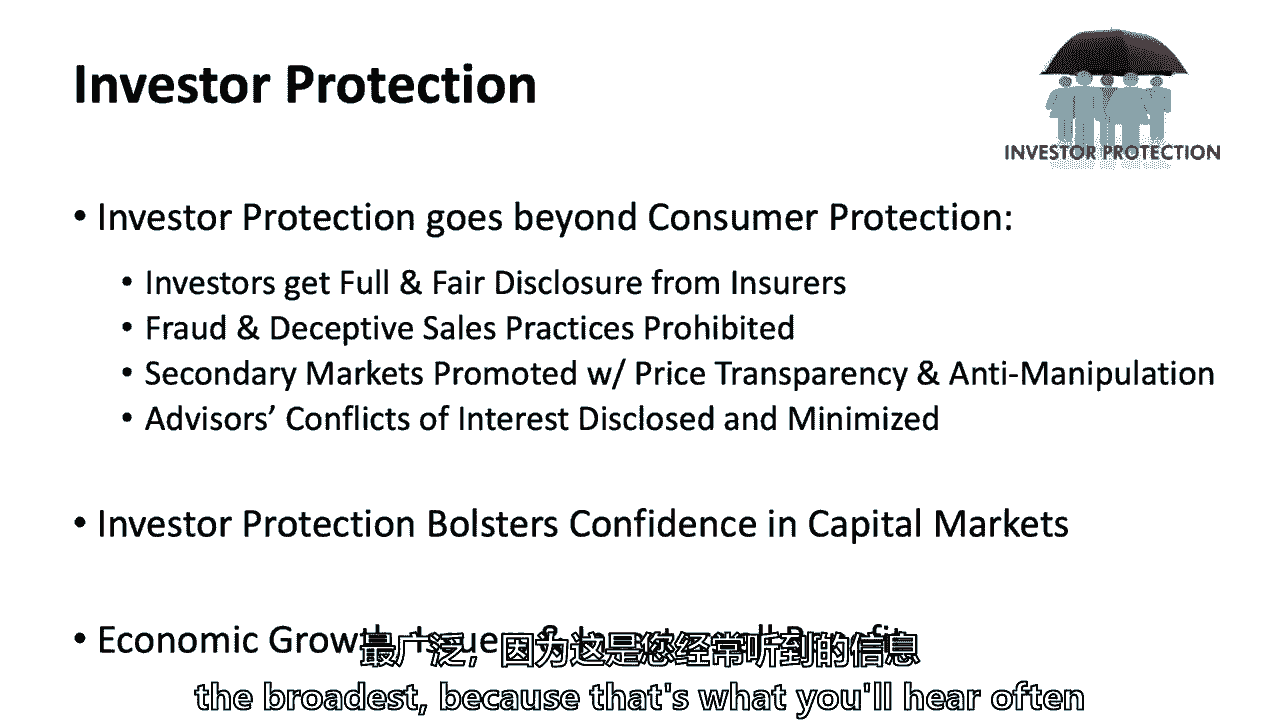 Investor Protection
INVESTOR PROTECTION
• Investor Protection goes beyond Consumer Protection:
• Investors get Full & Fair Disclosure from Insurers
• Fraud & Deceptive Sales Practices Prohibited
• Secondary Markets Promoted w/ Price Transparency & Anti-Manipulation
• Advisors’ Conflicts of Interest Disclosed and Minimized
• Investor Protection Bolsters Confidence in Capital Markets
• Economic Growth
最广泛，因为这是您经常听到的信息
the broadest, because that's what you'll hear often